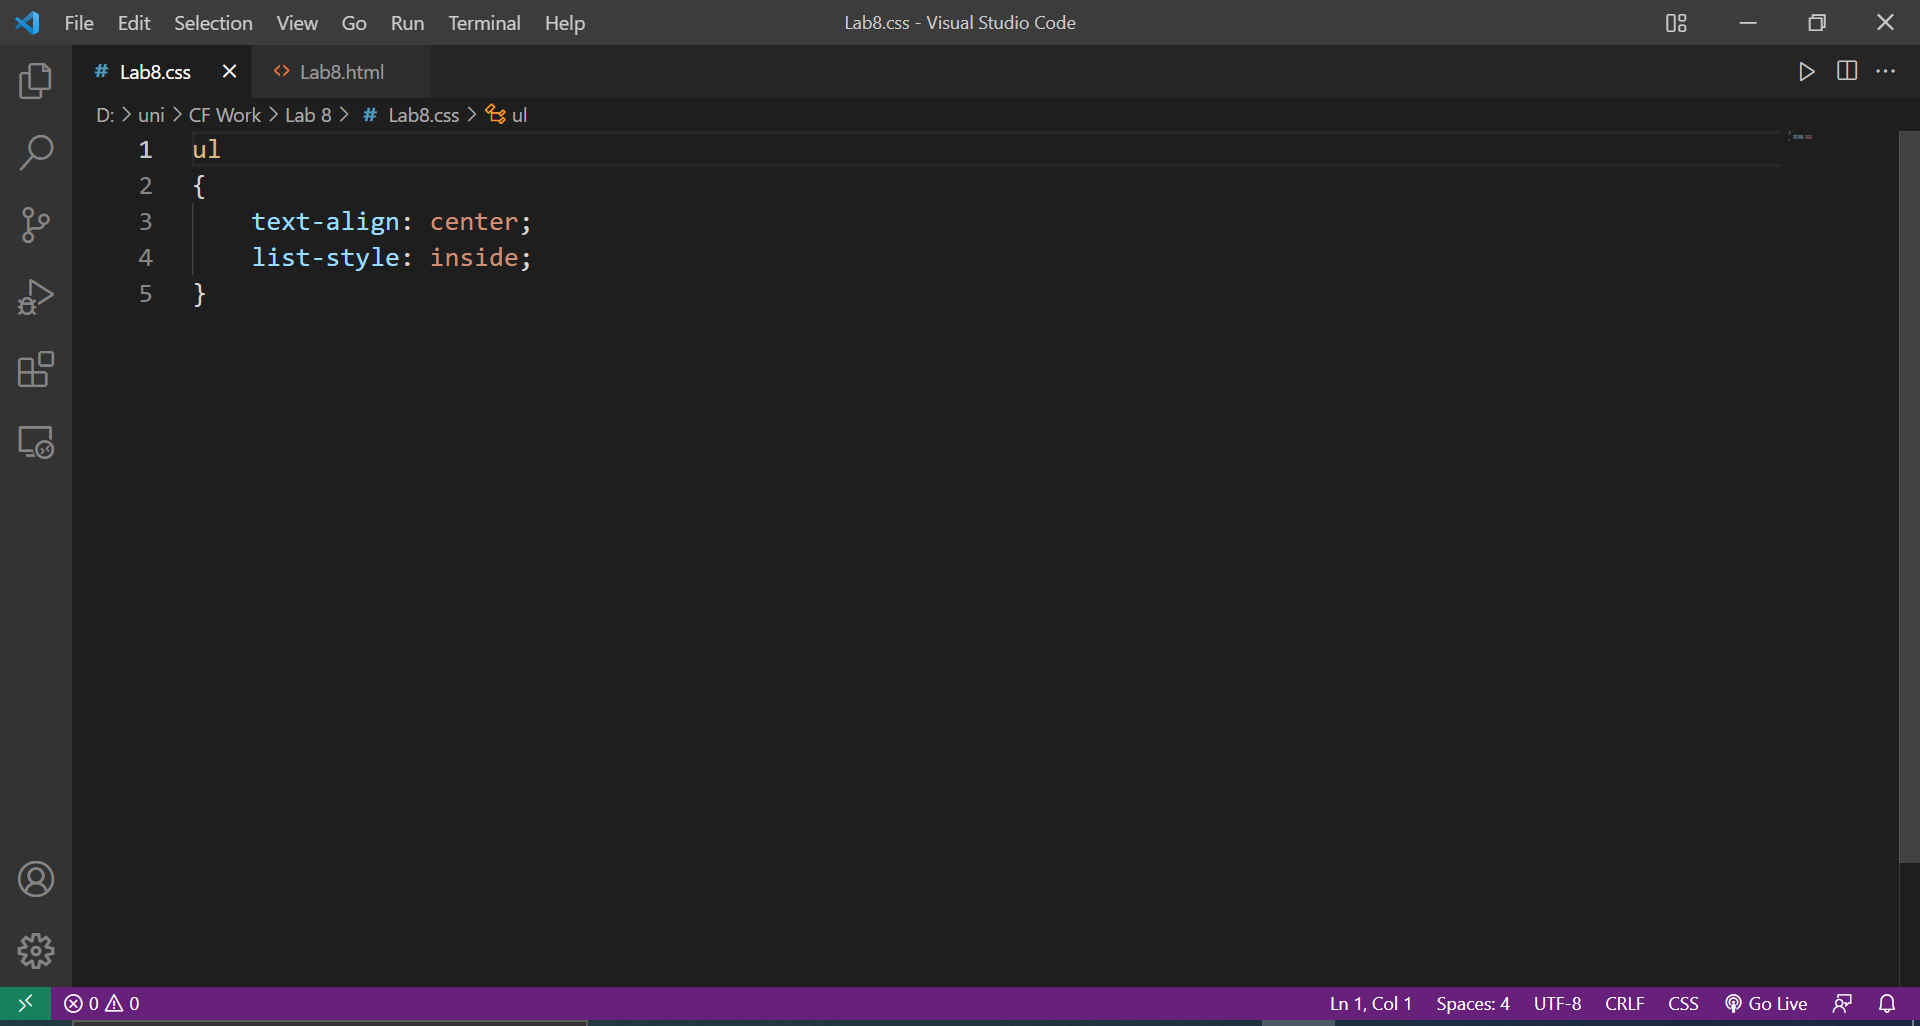 File Edit Selection View Go Run Terminal Help Lab8.css - Visual Studio Code
# Lab8.css Lab8.html
D: > uni > CF Work > Lab 8 > # Lab8.css > ul
1 ul
2 {
3 text-align: center;
4 list-style: inside;
5 }
0 0 Ln 1, Col 1 Spaces: 4 UTF-8 CRLF CSS Go Live